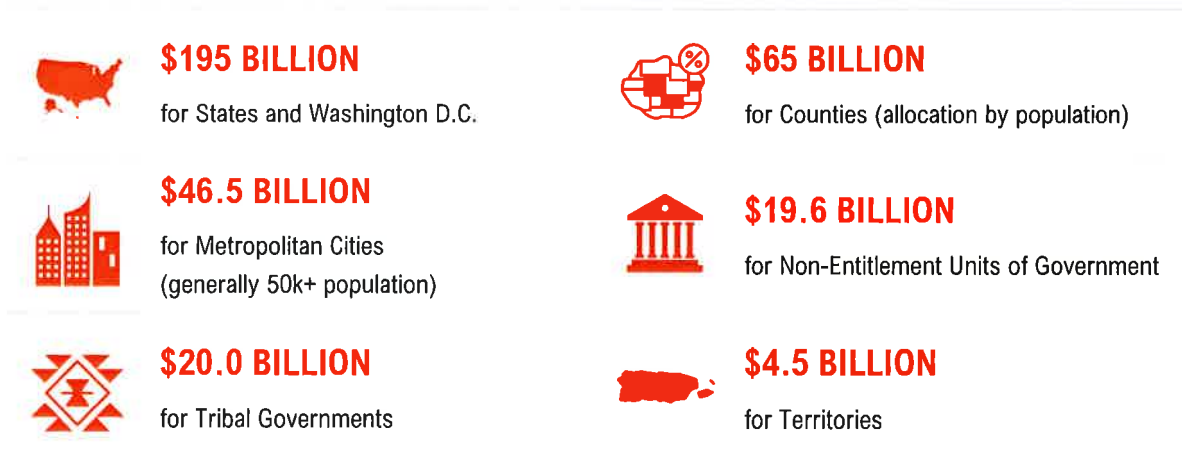 $195 BILLION
for States and Washington D.C.
$65 BILLION
for Counties (allocation by population)
%
$46.5 BILLION
for Metropolitan Cities
(generally 50k+ population)
$19.6 BILLION
for Non-Entitlement Units of Government
$20.0 BILLION
for Tribal Governments
$4.5 BILLION
for Territories